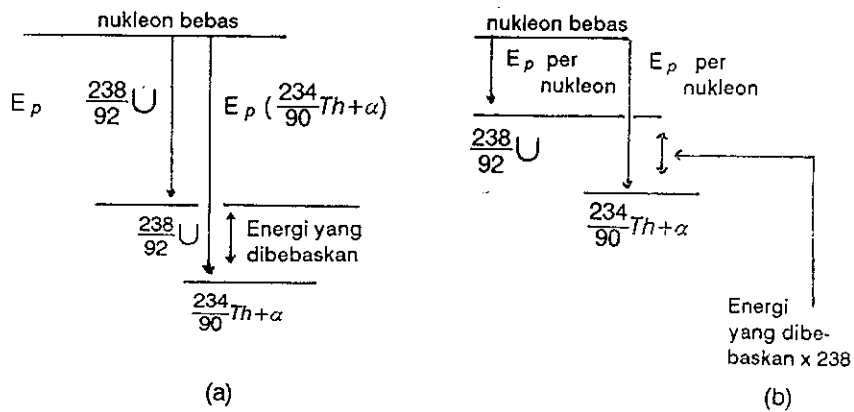 nukleon bebas
E p 238/92 U E p ( 234/90 Th+α)
238/92 U
Energi yang
dibebaskan
234/90 Th+α
(a)
nukleon bebas
E p per
nukleon
E p per
nukleon
238/92 U
234/90 Th+α
Energi
yang dibe-
baskan x 238
(b)